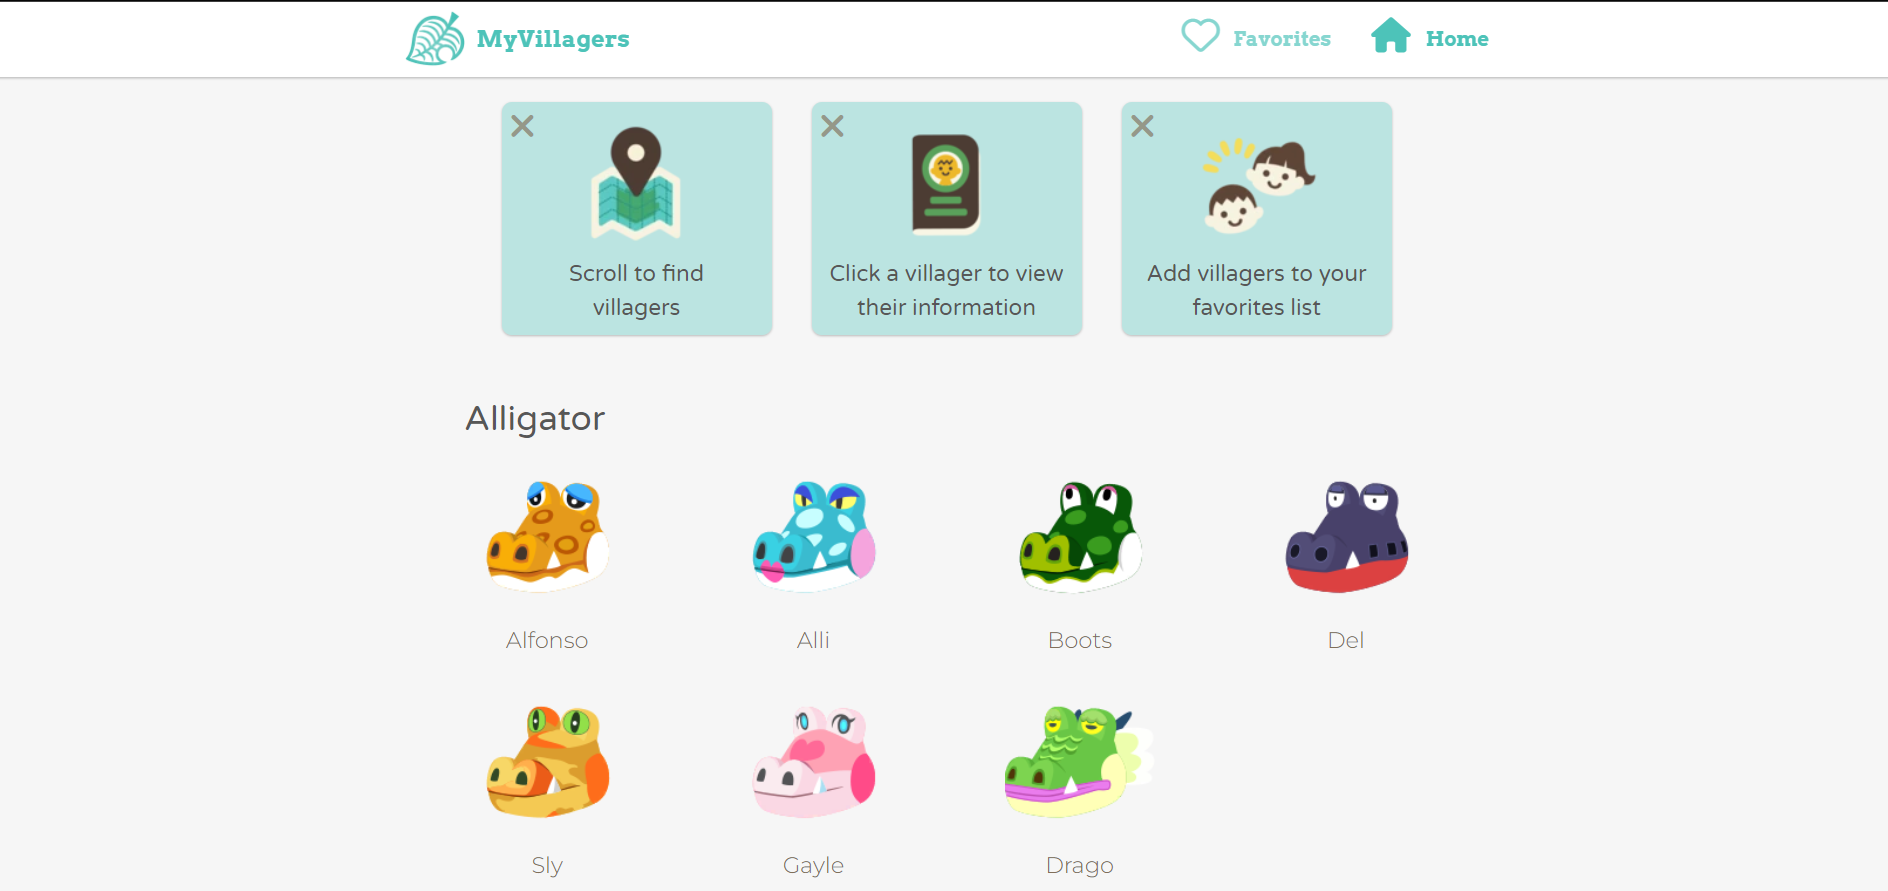 MyVillagers
Favorites
Home
Scroll to find
villagers
Click a villager to view
their information
Add villagers to your
favorites list
Alligator
Alfonso
Alli
Boots
Del
Sly
Gayle
Drago